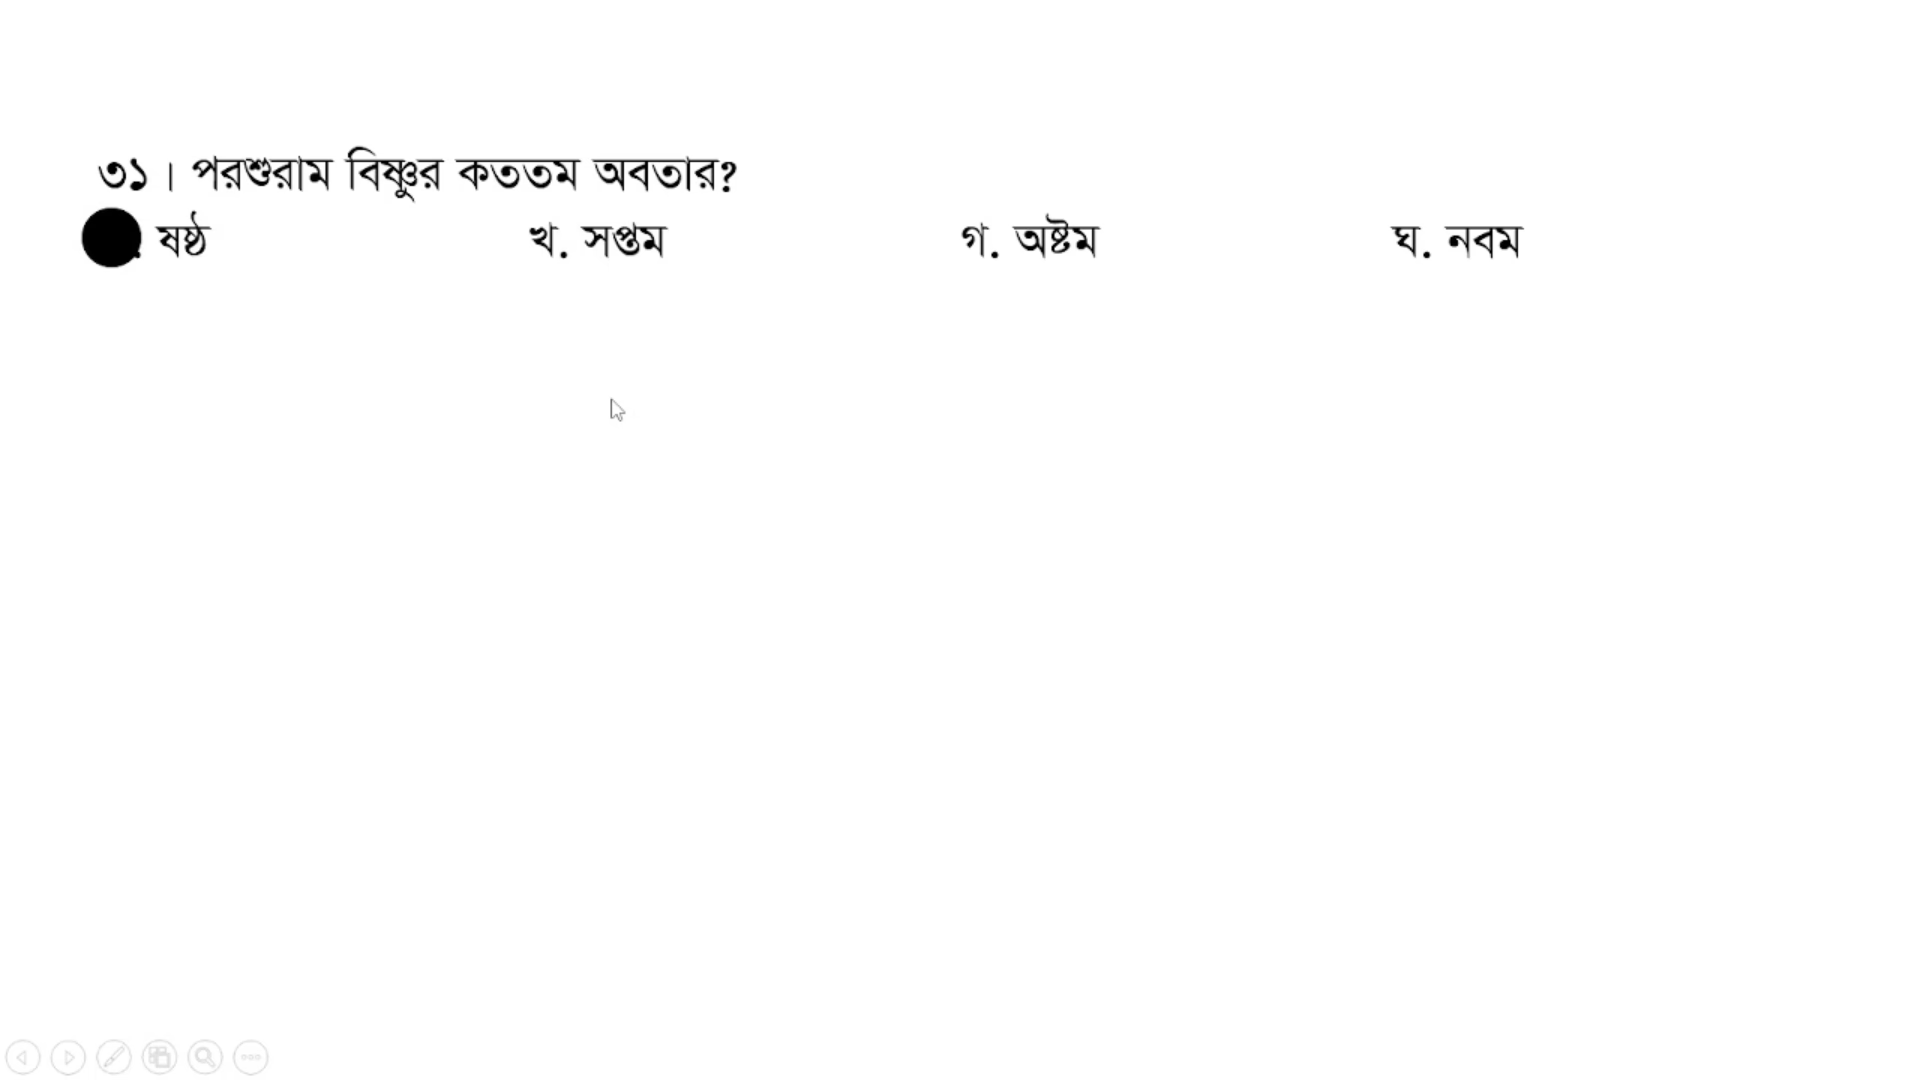 ৩১। পরশুরাম বিষ্ণুর কততম অবতার?
. ষষ্ঠ খ. সপ্তম গ. অষ্টম ঘ. নবম